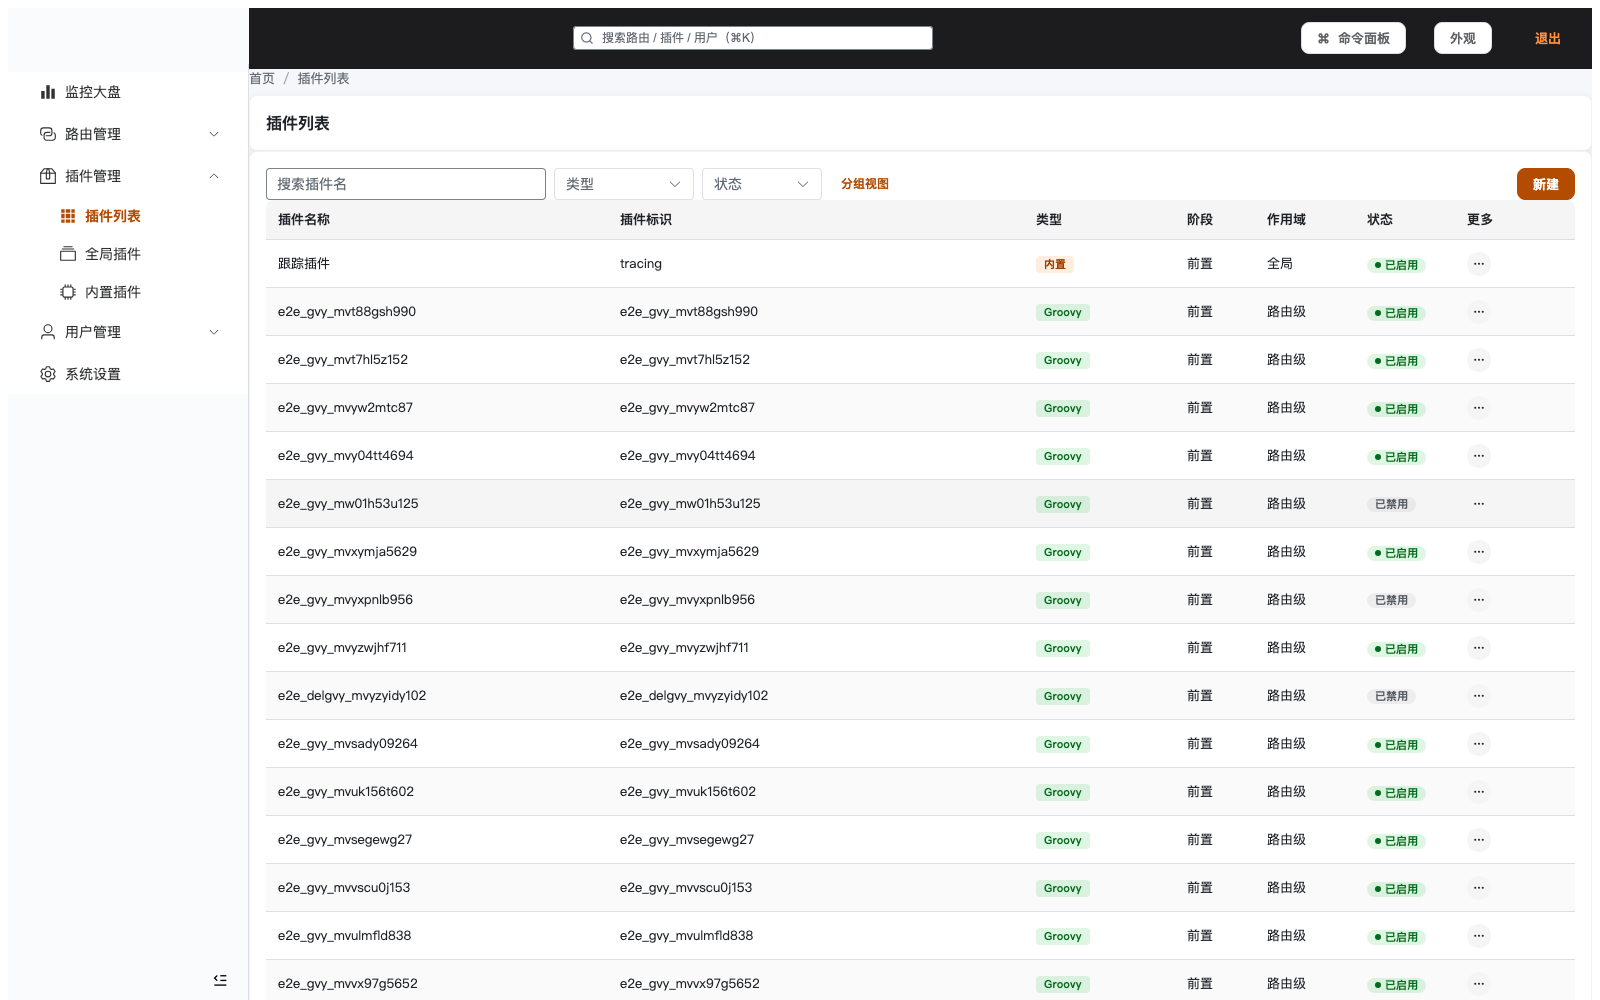 搜索路由 / 插件 / 用户（⌘K）
⌘ 命令面板
外观
退出
监控大盘
路由管理
插件管理
插件列表
全局插件
内置插件
用户管理
系统设置
首页 / 插件列表
插件列表
搜索插件名 类型 状态 分组视图 新建
插件名称 插件标识 类型 阶段 作用域 状态 更多
跟踪插件 tracing 内置 前置 全局 已启用 ···
e2e_gvy_mvt88gsh990 e2e_gvy_mvt88gsh990 Groovy 前置 路由级 已启用 ···
e2e_gvy_mvt7hl5z152 e2e_gvy_mvt7hl5z152 Groovy 前置 路由级 已启用 ···
e2e_gvy_mvyw2mtc87 e2e_gvy_mvyw2mtc87 Groovy 前置 路由级 已启用 ···
e2e_gvy_mvy04tt4694 e2e_gvy_mvy04tt4694 Groovy 前置 路由级 已启用 ···
e2e_gvy_mw01h53u125 e2e_gvy_mw01h53u125 Groovy 前置 路由级 已禁用 ···
e2e_gvy_mvxymja5629 e2e_gvy_mvxymja5629 Groovy 前置 路由级 已启用 ···
e2e_gvy_mvyxpnlb956 e2e_gvy_mvyxpnlb956 Groovy 前置 路由级 已禁用 ···
e2e_gvy_mvyzwjhf711 e2e_gvy_mvyzwjhf711 Groovy 前置 路由级 已启用 ···
e2e_delgvy_mvyzyidy102 e2e_delgvy_mvyzyidy102 Groovy 前置 路由级 已禁用 ···
e2e_gvy_mvsady09264 e2e_gvy_mvsady09264 Groovy 前置 路由级 已启用 ···
e2e_gvy_mvuk156t602 e2e_gvy_mvuk156t602 Groovy 前置 路由级 已启用 ···
e2e_gvy_mvsegewg27 e2e_gvy_mvsegewg27 Groovy 前置 路由级 已启用 ···
e2e_gvy_mvvscu0j153 e2e_gvy_mvvscu0j153 Groovy 前置 路由级 已启用 ···
e2e_gvy_mvulmfld838 e2e_gvy_mvulmfld838 Groovy 前置 路由级 已启用 ···
e2e_gvy_mvvx97g5652 e2e_gvy_mvvx97g5652 Groovy 前置 路由级 已启用 ···